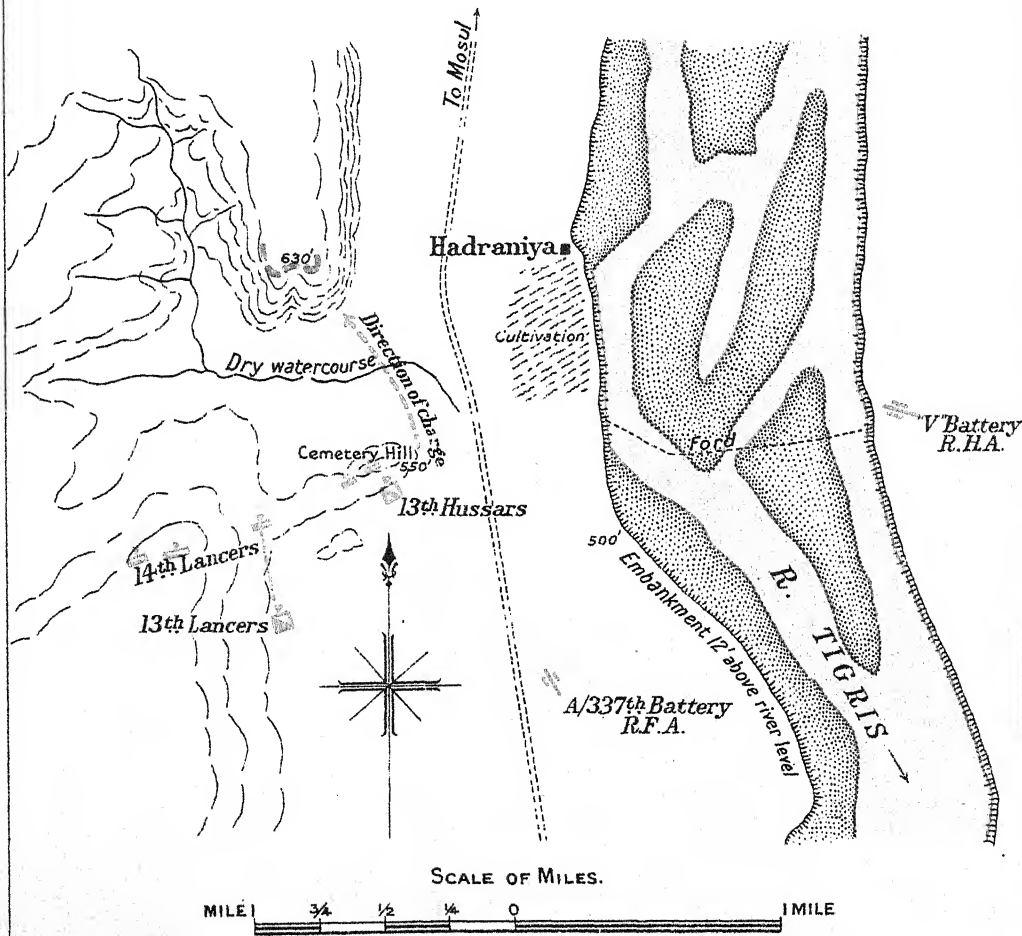 To Mosul
630'
Hadraniya
Cultivation
Direction of charge
Dry watercourse
Ford
"V" Battery
R.H.A.
Cemetery Hill
550'
13th Hussars
14th Lancers
500'
Embankment 12' above river level
R. TIGRIS
13th Lancers
A/337th Battery
R.F.A.
SCALE OF MILES.
MILE 1 3/4 1/2 1/4 0 1 MILE